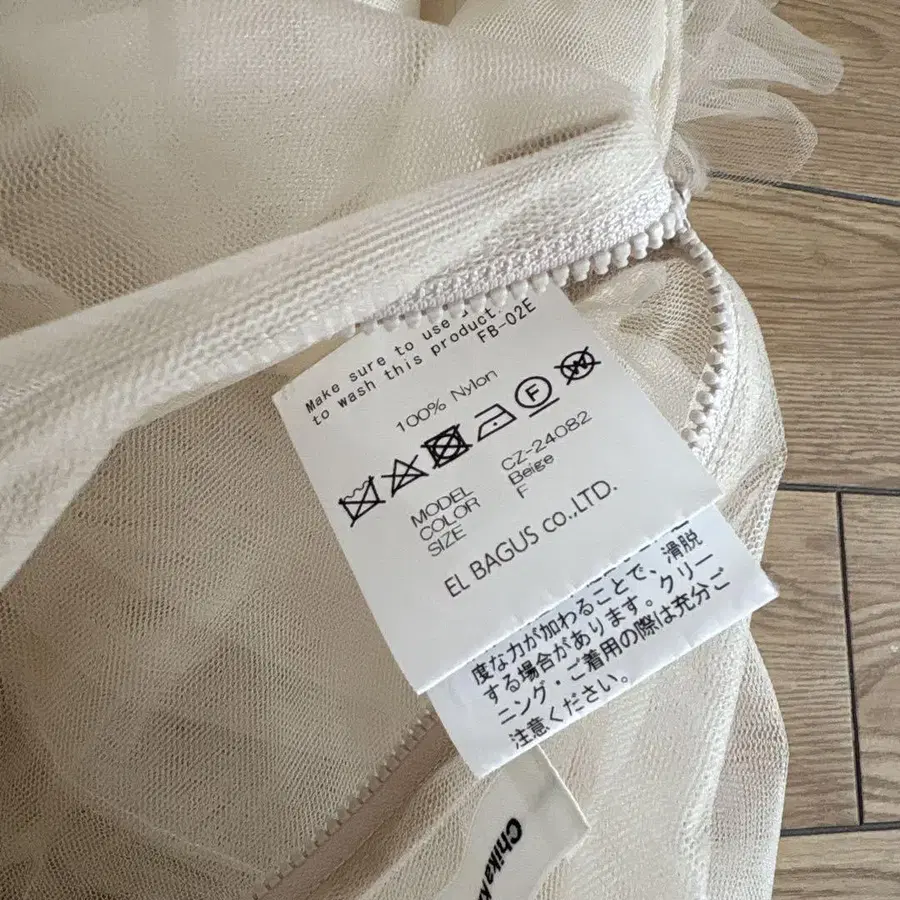 Make sure to use
to wash this product.
FB-02E
100% Nylon
F
MODEL CZ-24082
COLOR Beige
SIZE F
EL BAGUS co.,LTD.
度な力が加わることで、滑脱
する場合があります。クリー
ニング・ご着用の際は充分ご
注意ください。
Chika